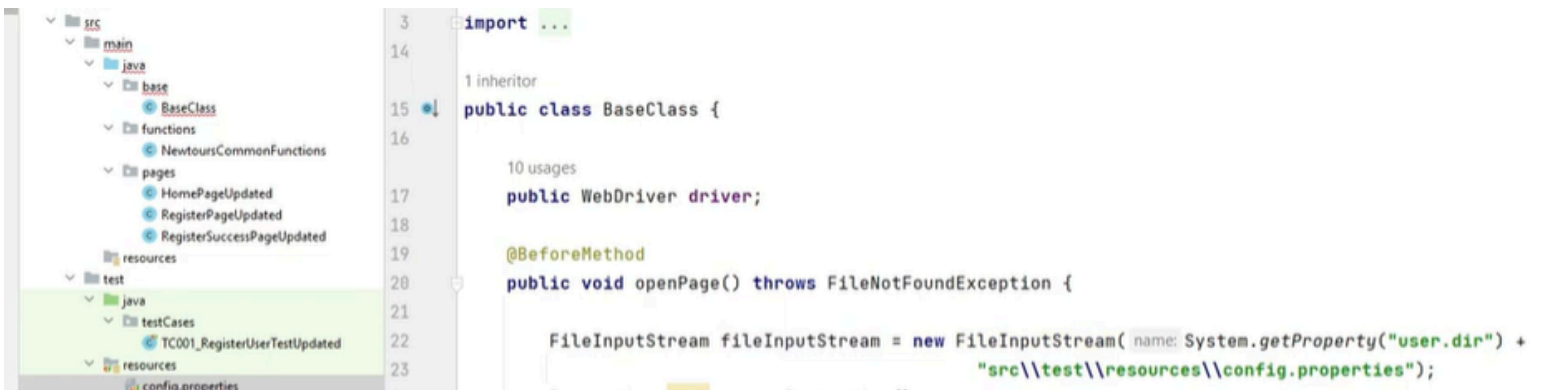 src
main
java
base
BaseClass
functions
NewtoursCommonFunctions
pages
HomePageUpdated
RegisterPageUpdated
RegisterSuccessPageUpdated
resources
test
java
testCases
TC001_RegisterUserTestUpdated
resources
config.properties
3 import ...
14
1 inheritor
15 public class BaseClass {
16
10 usages
17 public WebDriver driver;
18
19 @BeforeMethod
20 public void openPage() throws FileNotFoundException {
21
22 FileInputStream fileInputStream = new FileInputStream( name: System.getProperty("user.dir") +
23 "src\\test\\resources\\config.properties");